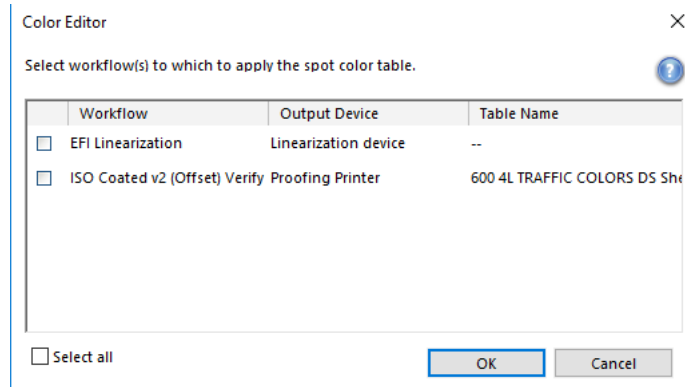 Color Editor
Select workflow(s) to which to apply the spot color table.
Workflow Output Device Table Name
EFI Linearization Linearization device --
ISO Coated v2 (Offset) Verify Proofing Printer 600 4L TRAFFIC COLORS DS She
Select all OK Cancel